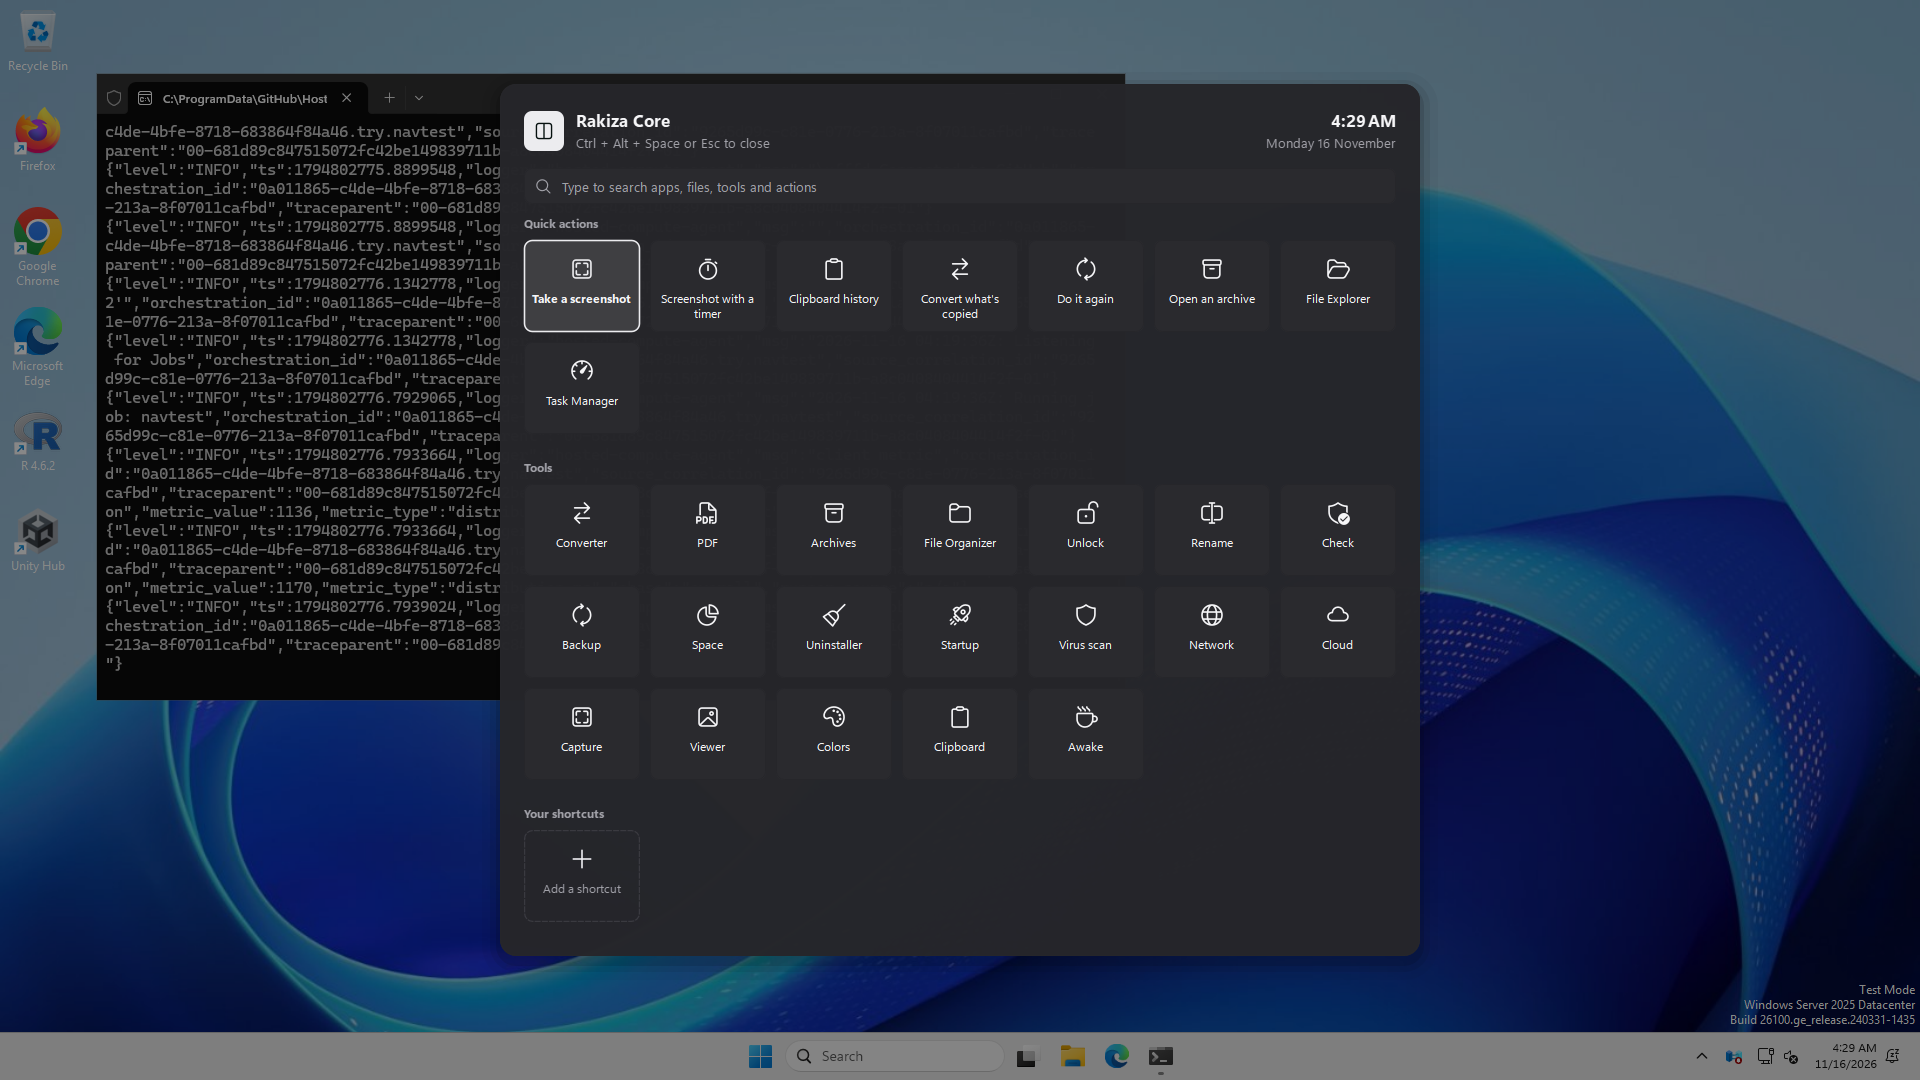 Recycle Bin
Firefox
Google
Chrome
Microsoft
Edge
R 4.6.2
Unity Hub
C:\ProgramData\GitHub\Host
c4de-4bfe-8718-683864f84a46.try.navtest","so
parent":"00-681d89c847515072fc42be149839711b
{"level":"INFO","ts":1794802775.8899548,"log
chestration_id":"0a011865-c4de-4bfe-8718-683
-213a-8f07011cafbd","traceparent":"00-681d89
{"level":"INFO","ts":1794802775.8899548,"log
c4de-4bfe-8718-683864f84a46.try.navtest","so
parent":"00-681d89c847515072fc42be149839711b
{"level":"INFO","ts":1794802776.1342778,"log
2'","orchestration_id":"0a011865-c4de-4bfe-8
1e-0776-213a-8f07011cafbd","traceparent":"00
{"level":"INFO","ts":1794802776.1342778,"log
for Jobs","orchestration_id":"0a011865-c4de
d99c-c81e-0776-213a-8f07011cafbd","tracepare
{"level":"INFO","ts":1794802776.7929065,"log
ob: navtest","orchestration_id":"0a011865-c4
65d99c-c81e-0776-213a-8f07011cafbd","tracepa
{"level":"INFO","ts":1794802776.7933664,"log
d":"0a011865-c4de-4bfe-8718-683864f84a46.try
cafbd","traceparent":"00-681d89c847515072fc4
on","metric_value":1136,"metric_type":"distr
{"level":"INFO","ts":1794802776.7933664,"log
d":"0a011865-c4de-4bfe-8718-683864f84a46.try
cafbd","traceparent":"00-681d89c847515072fc4
on","metric_value":1170,"metric_type":"distr
{"level":"INFO","ts":1794802776.7939024,"log
chestration_id":"0a011865-c4de-4bfe-8718-683
-213a-8f07011cafbd","traceparent":"00-681d89
"}
Rakiza Core
Ctrl + Alt + Space or Esc to close
4:29 AM
Monday 16 November
Type to search apps, files, tools and actions
Quick actions
Take a screenshot
Screenshot with a
timer
Clipboard history
Convert what's
copied
Do it again
Open an archive
File Explorer
Task Manager
Tools
Converter
PDF
Archives
File Organizer
Unlock
Rename
Check
Backup
Space
Uninstaller
Startup
Virus scan
Network
Cloud
Capture
Viewer
Colors
Clipboard
Awake
Your shortcuts
Add a shortcut
Test Mode
Windows Server 2025 Datacenter
Build 26100.ge_release.240331-1435
Search
4:29 AM
11/16/2026